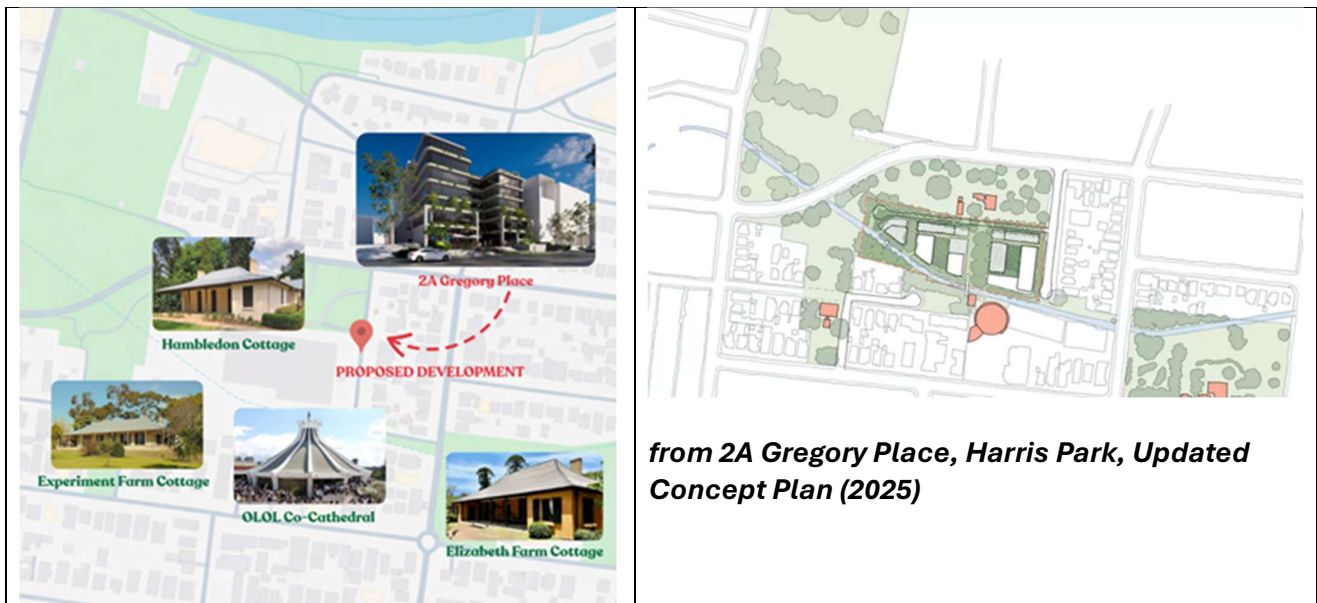 2A Gregory Place
Hambledon Cottage
PROPOSED DEVELOPMENT
Experiment Farm Cottage
OLOL Co-Cathedral
Elizabeth Farm Cottage
from 2A Gregory Place, Harris Park, Updated
Concept Plan (2025)